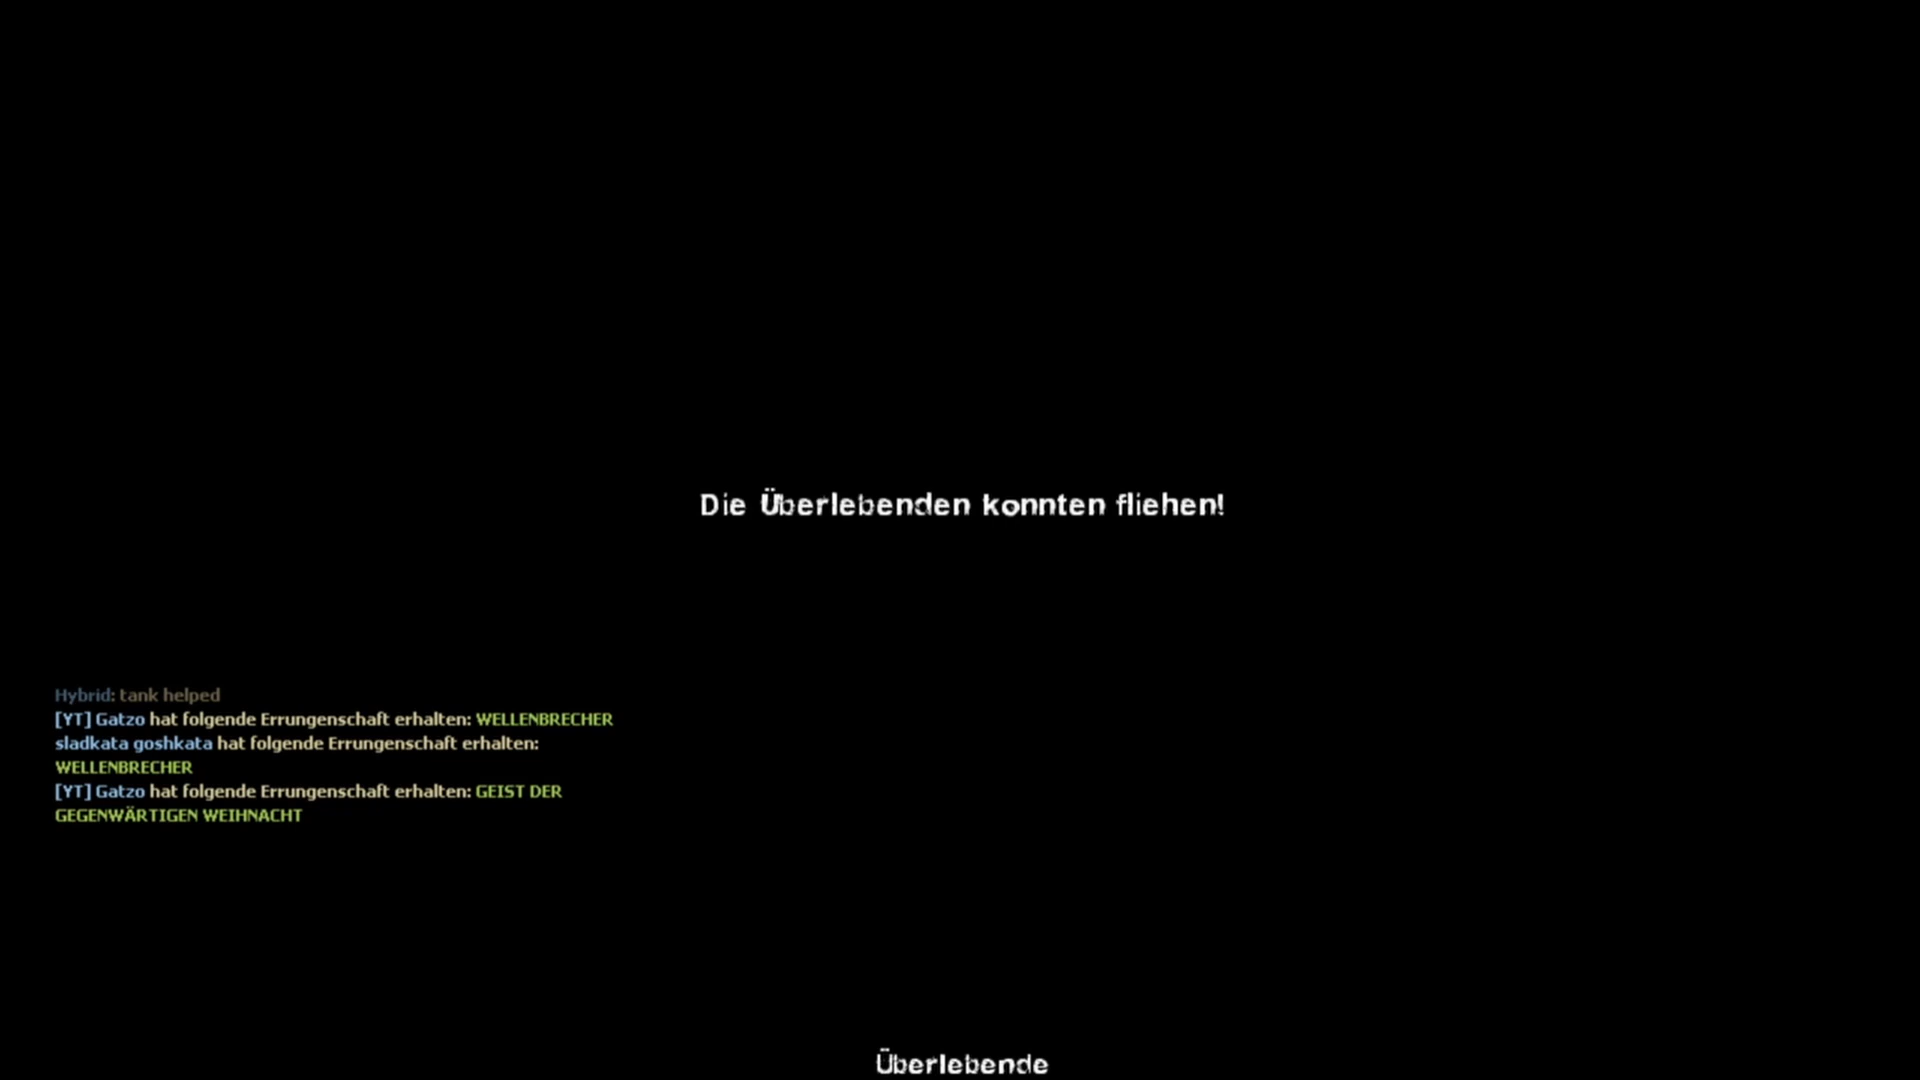 Die Überlebenden konnten fliehen!
Hybrid: tank helped
[YT] Gatzo hat folgende Errungenschaft erhalten: WELLENBRECHER
sladkata goshkata hat folgende Errungenschaft erhalten:
WELLENBRECHER
[YT] Gatzo hat folgende Errungenschaft erhalten: GEIST DER
GEGENWÄRTIGEN WEIHNACHT
Überlebende